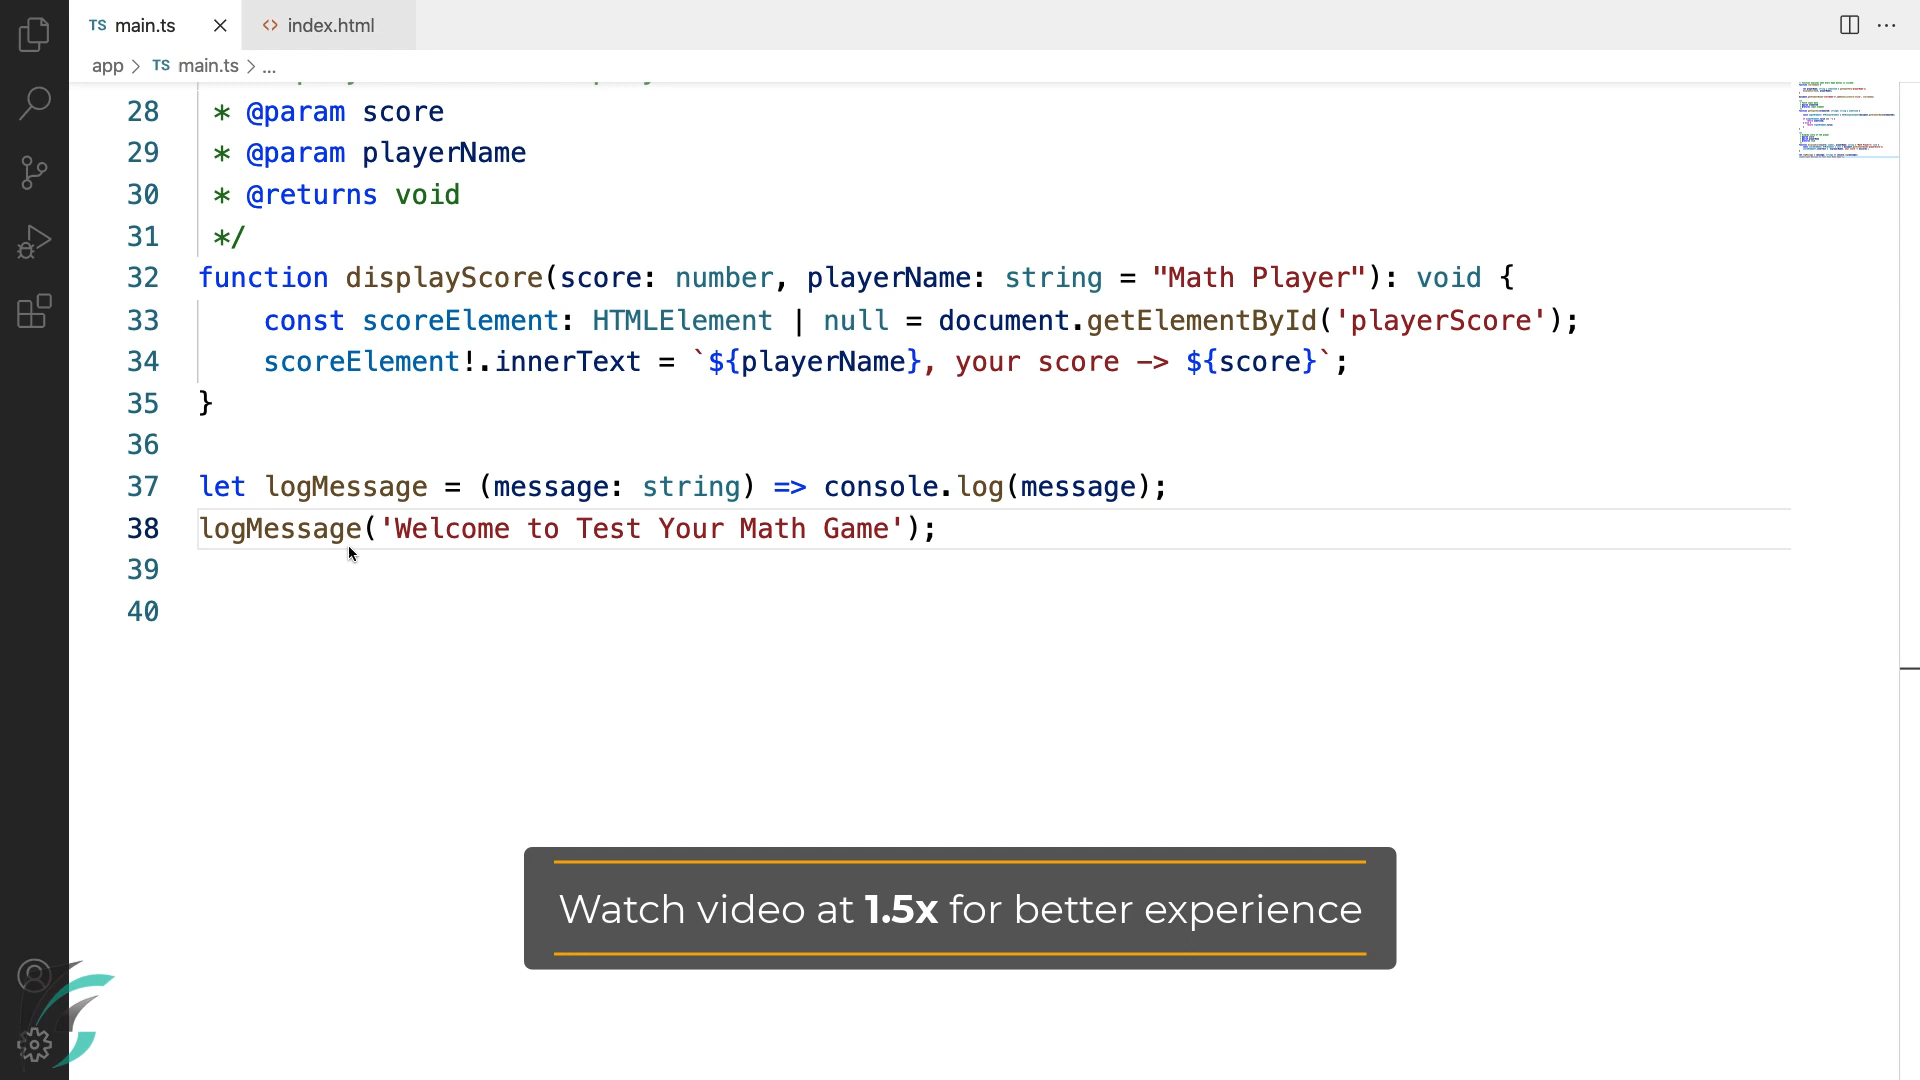 TS main.ts
<> index.html
app > TS main.ts > ...
28 * @param score
29 * @param playerName
30 * @returns void
31 */
32 function displayScore(score: number, playerName: string = "Math Player"): void {
33 const scoreElement: HTMLElement | null = document.getElementById('playerScore');
34 scoreElement!.innerText = `${playerName}, your score -> ${score}`;
35 }
36
37 let logMessage = (message: string) => console.log(message);
38 logMessage('Welcome to Test Your Math Game');
39
40
Watch video at 1.5x for better experience